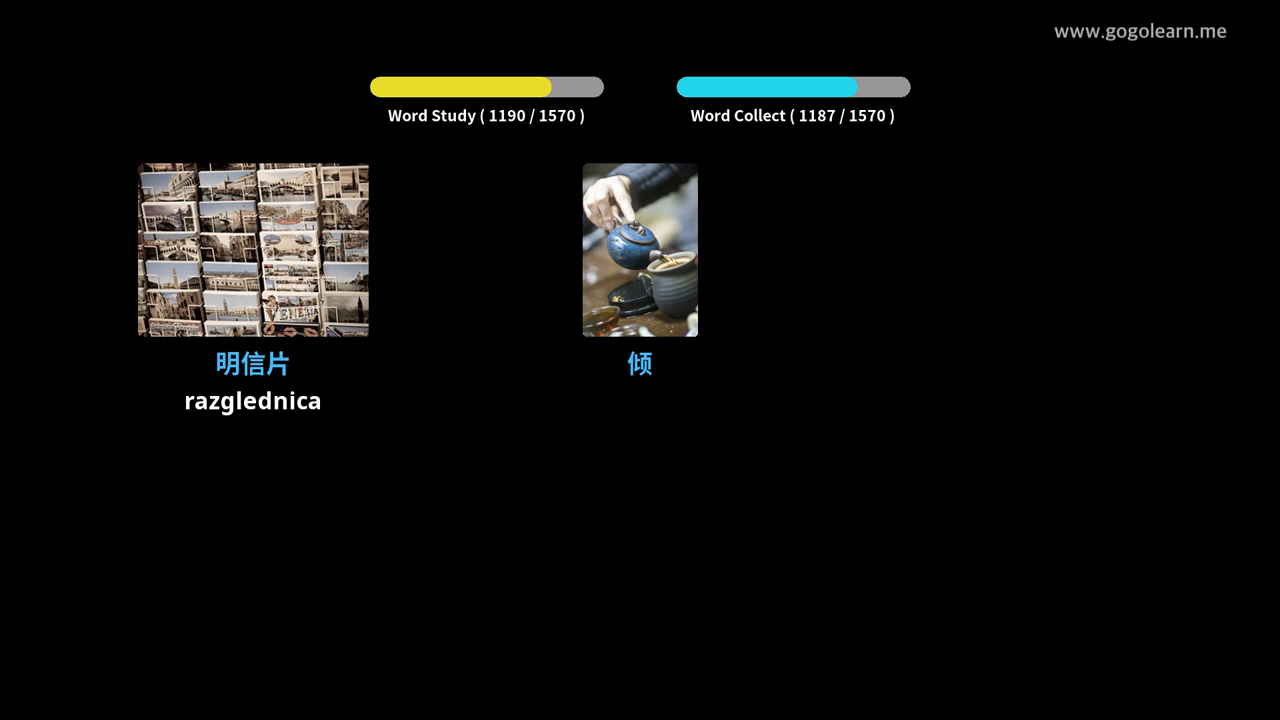 www.gogolearn.me
Word Study ( 1190 / 1570 )
Word Collect ( 1187 / 1570 )
明信片
倾
razglednica